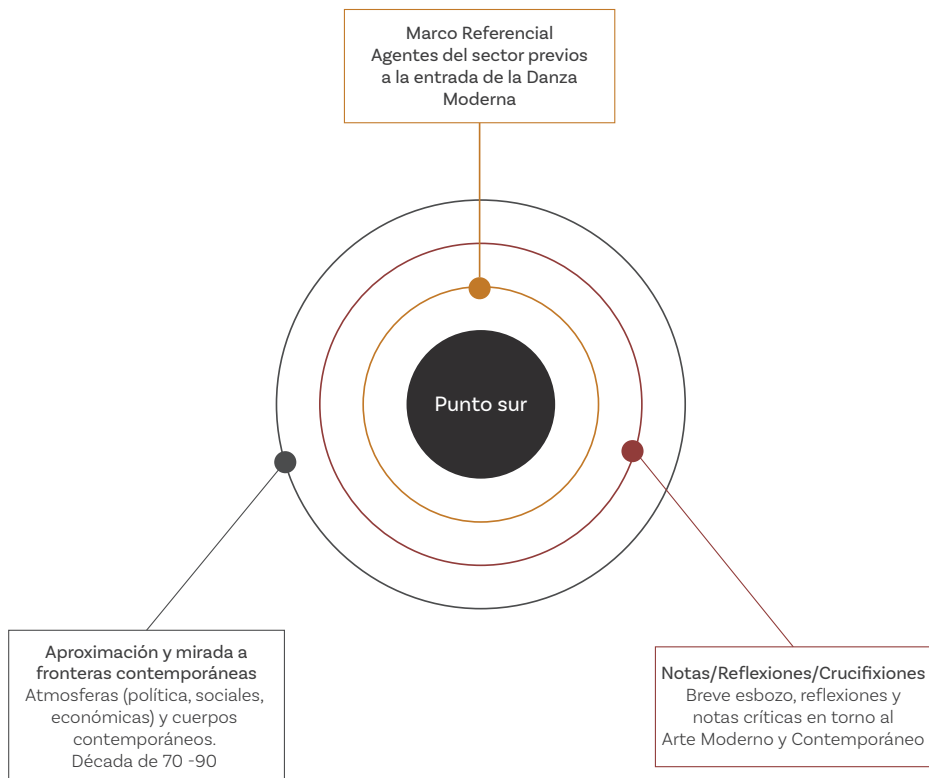 Marco Referencial
Agentes del sector previos
a la entrada de la Danza
Moderna
Punto sur
Aproximación y mirada a
fronteras contemporáneas
Atmosferas (política, sociales,
económicas) y cuerpos
contemporáneos.
Década de 70 -90
Notas/Reflexiones/Crucifixiones
Breve esbozo, reflexiones y
notas críticas en torno al
Arte Moderno y Contemporáneo